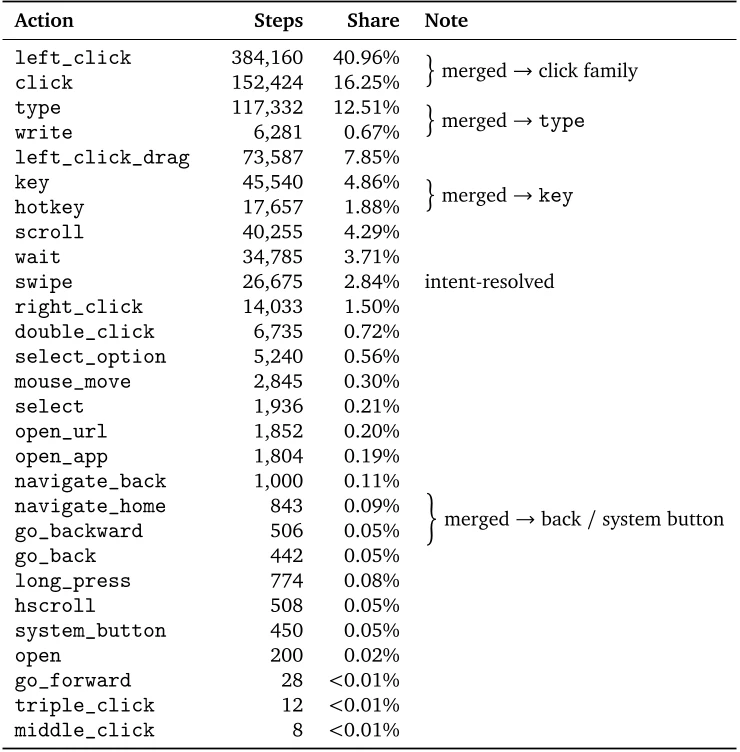 Action Steps Share Note
left_click 384,160 40.96%
} merged → click family
click 152,424 16.25%
type 117,332 12.51%
} merged → type
write 6,281 0.67%
left_click_drag 73,587 7.85%
key 45,540 4.86%
} merged → key
hotkey 17,657 1.88%
scroll 40,255 4.29%
wait 34,785 3.71%
swipe 26,675 2.84% intent-resolved
right_click 14,033 1.50%
double_click 6,735 0.72%
select_option 5,240 0.56%
mouse_move 2,845 0.30%
select 1,936 0.21%
open_url 1,852 0.20%
open_app 1,804 0.19%
navigate_back 1,000 0.11%
navigate_home 843 0.09%
} merged → back / system button
go_backward 506 0.05%
go_back 442 0.05%
long_press 774 0.08%
hscroll 508 0.05%
system_button 450 0.05%
open 200 0.02%
go_forward 28 <0.01%
triple_click 12 <0.01%
middle_click 8 <0.01%